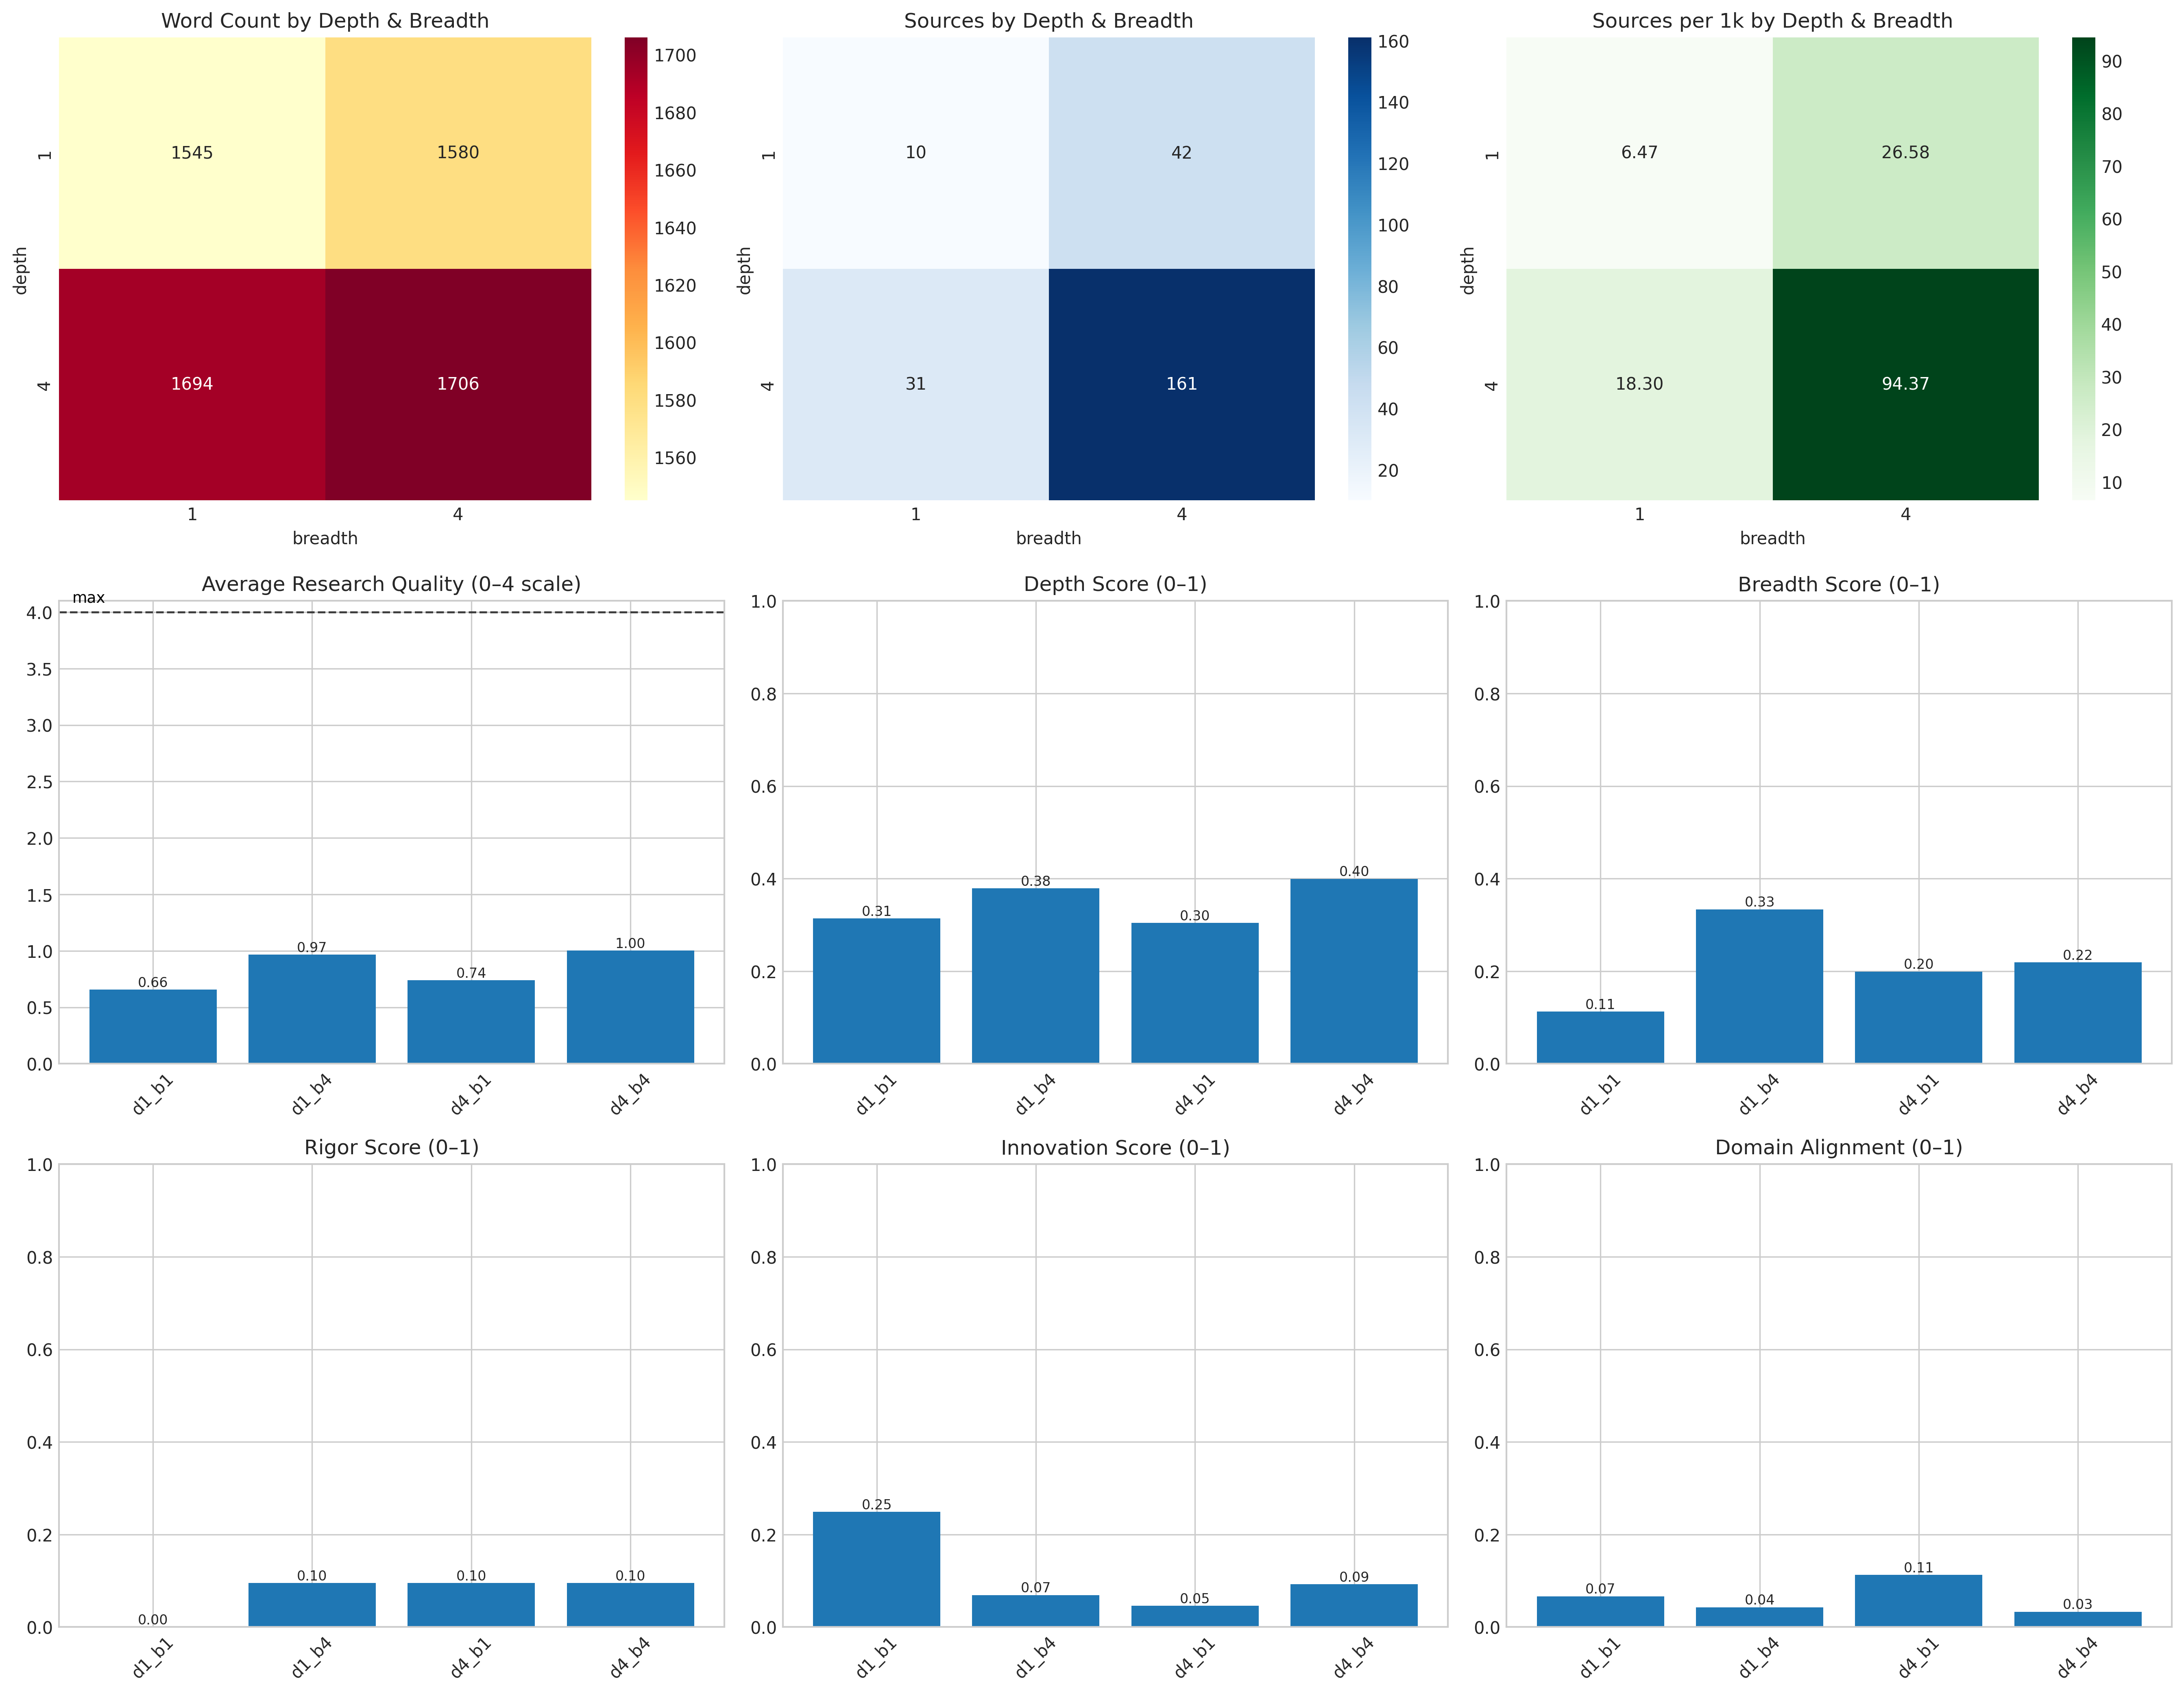 Word Count by Depth & Breadth
1545 1580
1694 1706
1
4
depth
1 4
breadth
1700
1680
1660
1640
1620
1600
1580
1560
Sources by Depth & Breadth
10 42
31 161
1
4
depth
1 4
breadth
160
140
120
100
80
60
40
20
Sources per 1k by Depth & Breadth
6.47 26.58
18.30 94.37
1
4
depth
1 4
breadth
90
80
70
60
50
40
30
20
10
Average Research Quality (0–4 scale)
max
4.0
3.5
3.0
2.5
2.0
1.5
1.0
0.5
0.0
0.66 0.97 0.74 1.00
d1_b1 d1_b4 d4_b1 d4_b4
Depth Score (0–1)
1.0
0.8
0.6
0.4
0.2
0.0
0.31 0.38 0.30 0.40
d1_b1 d1_b4 d4_b1 d4_b4
Breadth Score (0–1)
1.0
0.8
0.6
0.4
0.2
0.0
0.11 0.33 0.20 0.22
d1_b1 d1_b4 d4_b1 d4_b4
Rigor Score (0–1)
1.0
0.8
0.6
0.4
0.2
0.0
0.00 0.10 0.10 0.10
d1_b1 d1_b4 d4_b1 d4_b4
Innovation Score (0–1)
1.0
0.8
0.6
0.4
0.2
0.0
0.25 0.07 0.05 0.09
d1_b1 d1_b4 d4_b1 d4_b4
Domain Alignment (0–1)
1.0
0.8
0.6
0.4
0.2
0.0
0.07 0.04 0.11 0.03
d1_b1 d1_b4 d4_b1 d4_b4